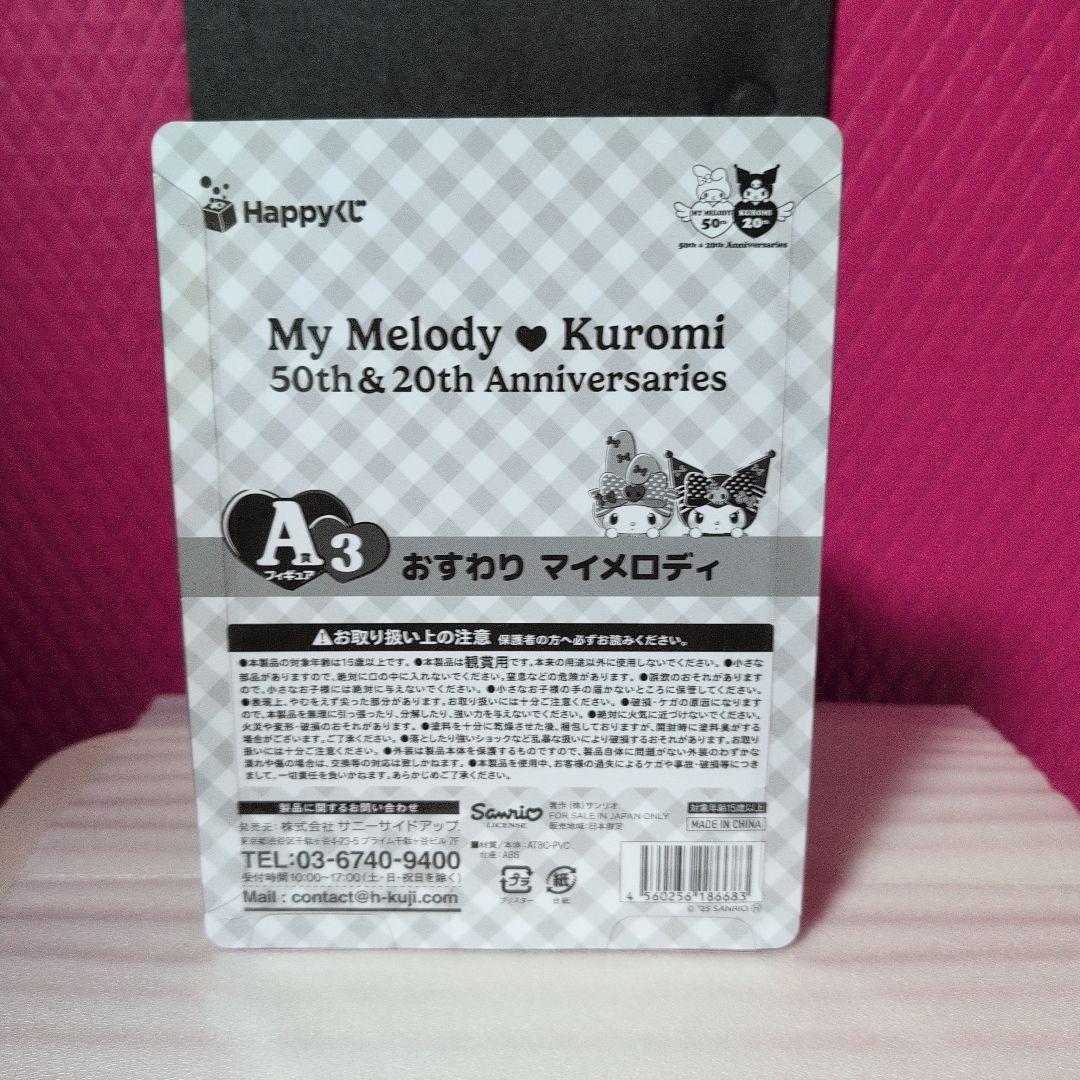 Happyくじ
MY MELODY KUROMI
50th 20th
50th & 20th Anniversaries
My Melody ♥ Kuromi
50th & 20th Anniversaries
A賞 3
フィギュア
おすわり マイメロディ
⚠お取り扱い上の注意 保護者の方へ必ずお読みください。
●本製品の対象年齢は15歳以上です。●本製品は観賞用です。本来の用途以外に使用しないでください。●小さな
部品がありますので、絶対に口の中に入れないでください。窒息などの危険があります。●誤飲のおそれがあります
ので、小さなお子様には絶対に与えないでください。●小さなお子様の手の届かないところに保管してください。
●表現上、やむをえず尖った部分があります。お取り扱いには十分ご注意ください。●破損・ケガの原因になります
ので、本製品を無理に引っ張ったり、分解したり、強い力を与えないでください。●絶対に火気に近づけないでください。
火災や変形・破損のおそれがあります。●塗料を十分に乾燥させた後、梱包しておりますが、開封時に塗料臭がする
場合がございます。ご了承ください。●落としたり強いショックなど乱暴な扱いにより破損するおそれがあります。お取り
扱いには十分ご注意ください。●外装は製品本体を保護するものですので、製品自体に問題がない外装のわずかな
潰れや傷の場合は、交換等の対応は致しかねます。●本製品を使用中、お客様の過失によるケガや事故・破損等につき
まして、一切責任を負いかねます。あらかじめご了承ください。
製品に関するお問い合わせ
発売元：株式会社 サニーサイドアップ
東京都渋谷区千駄ヶ谷4-23-5 プライム千駄ヶ谷ビル 7F
TEL:03-6740-9400
受付時間10:00〜17:00（土・日・祝日を除く）
Mail : contact@h-kuji.com
Sanrio
LICENSE
著作（株）サンリオ
FOR SALE IN JAPAN ONLY
販売地域：日本限定
対象年齢15歳以上
MADE IN CHINA
■材質／本体：ATBC-PVC
台座：ABS
プラ
ブリスター
紙
台紙
4 560256 186683
© '25 SANRIO Ⓗ